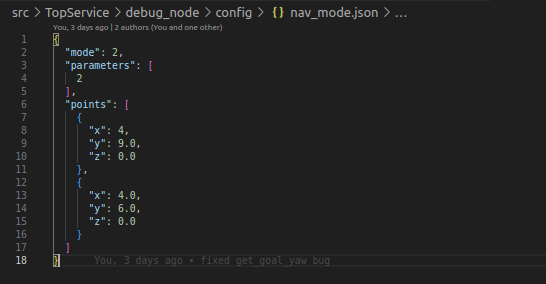 src > TopService > debug_node > config > {} nav_mode.json > ...
You, 3 days ago | 2 authors (You and one other)
1 {
2 "mode": 2,
3 "parameters": [
4 2
5 ],
6 "points": [
7 {
8 "x": 4,
9 "y": 9.0,
10 "z": 0.0
11 },
12 {
13 "x": 4.0,
14 "y": 6.0,
15 "z": 0.0
16 }
17 ]
18 } You, 3 days ago • fixed get_goal_yaw bug